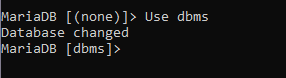 MariaDB [(none)]> Use dbms
Database changed
MariaDB [dbms]>